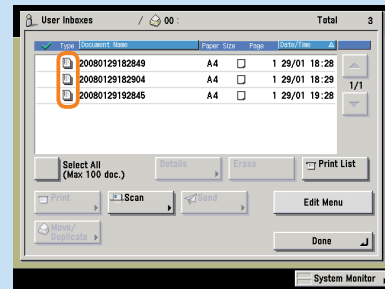 User Inboxes / 00 : Total 3
Type Document Name Paper Size Page Date/Time
20080129182849 A4 1 29/01 18:28
20080129182904 A4 1 29/01 18:28
20080129192845 A4 1 29/01 19:28
1/1
Select All
(Max 100 doc.)
Details
Erase
Print List
Print
Scan
Send
Edit Menu
Move/
Duplicate
Done
System Monitor